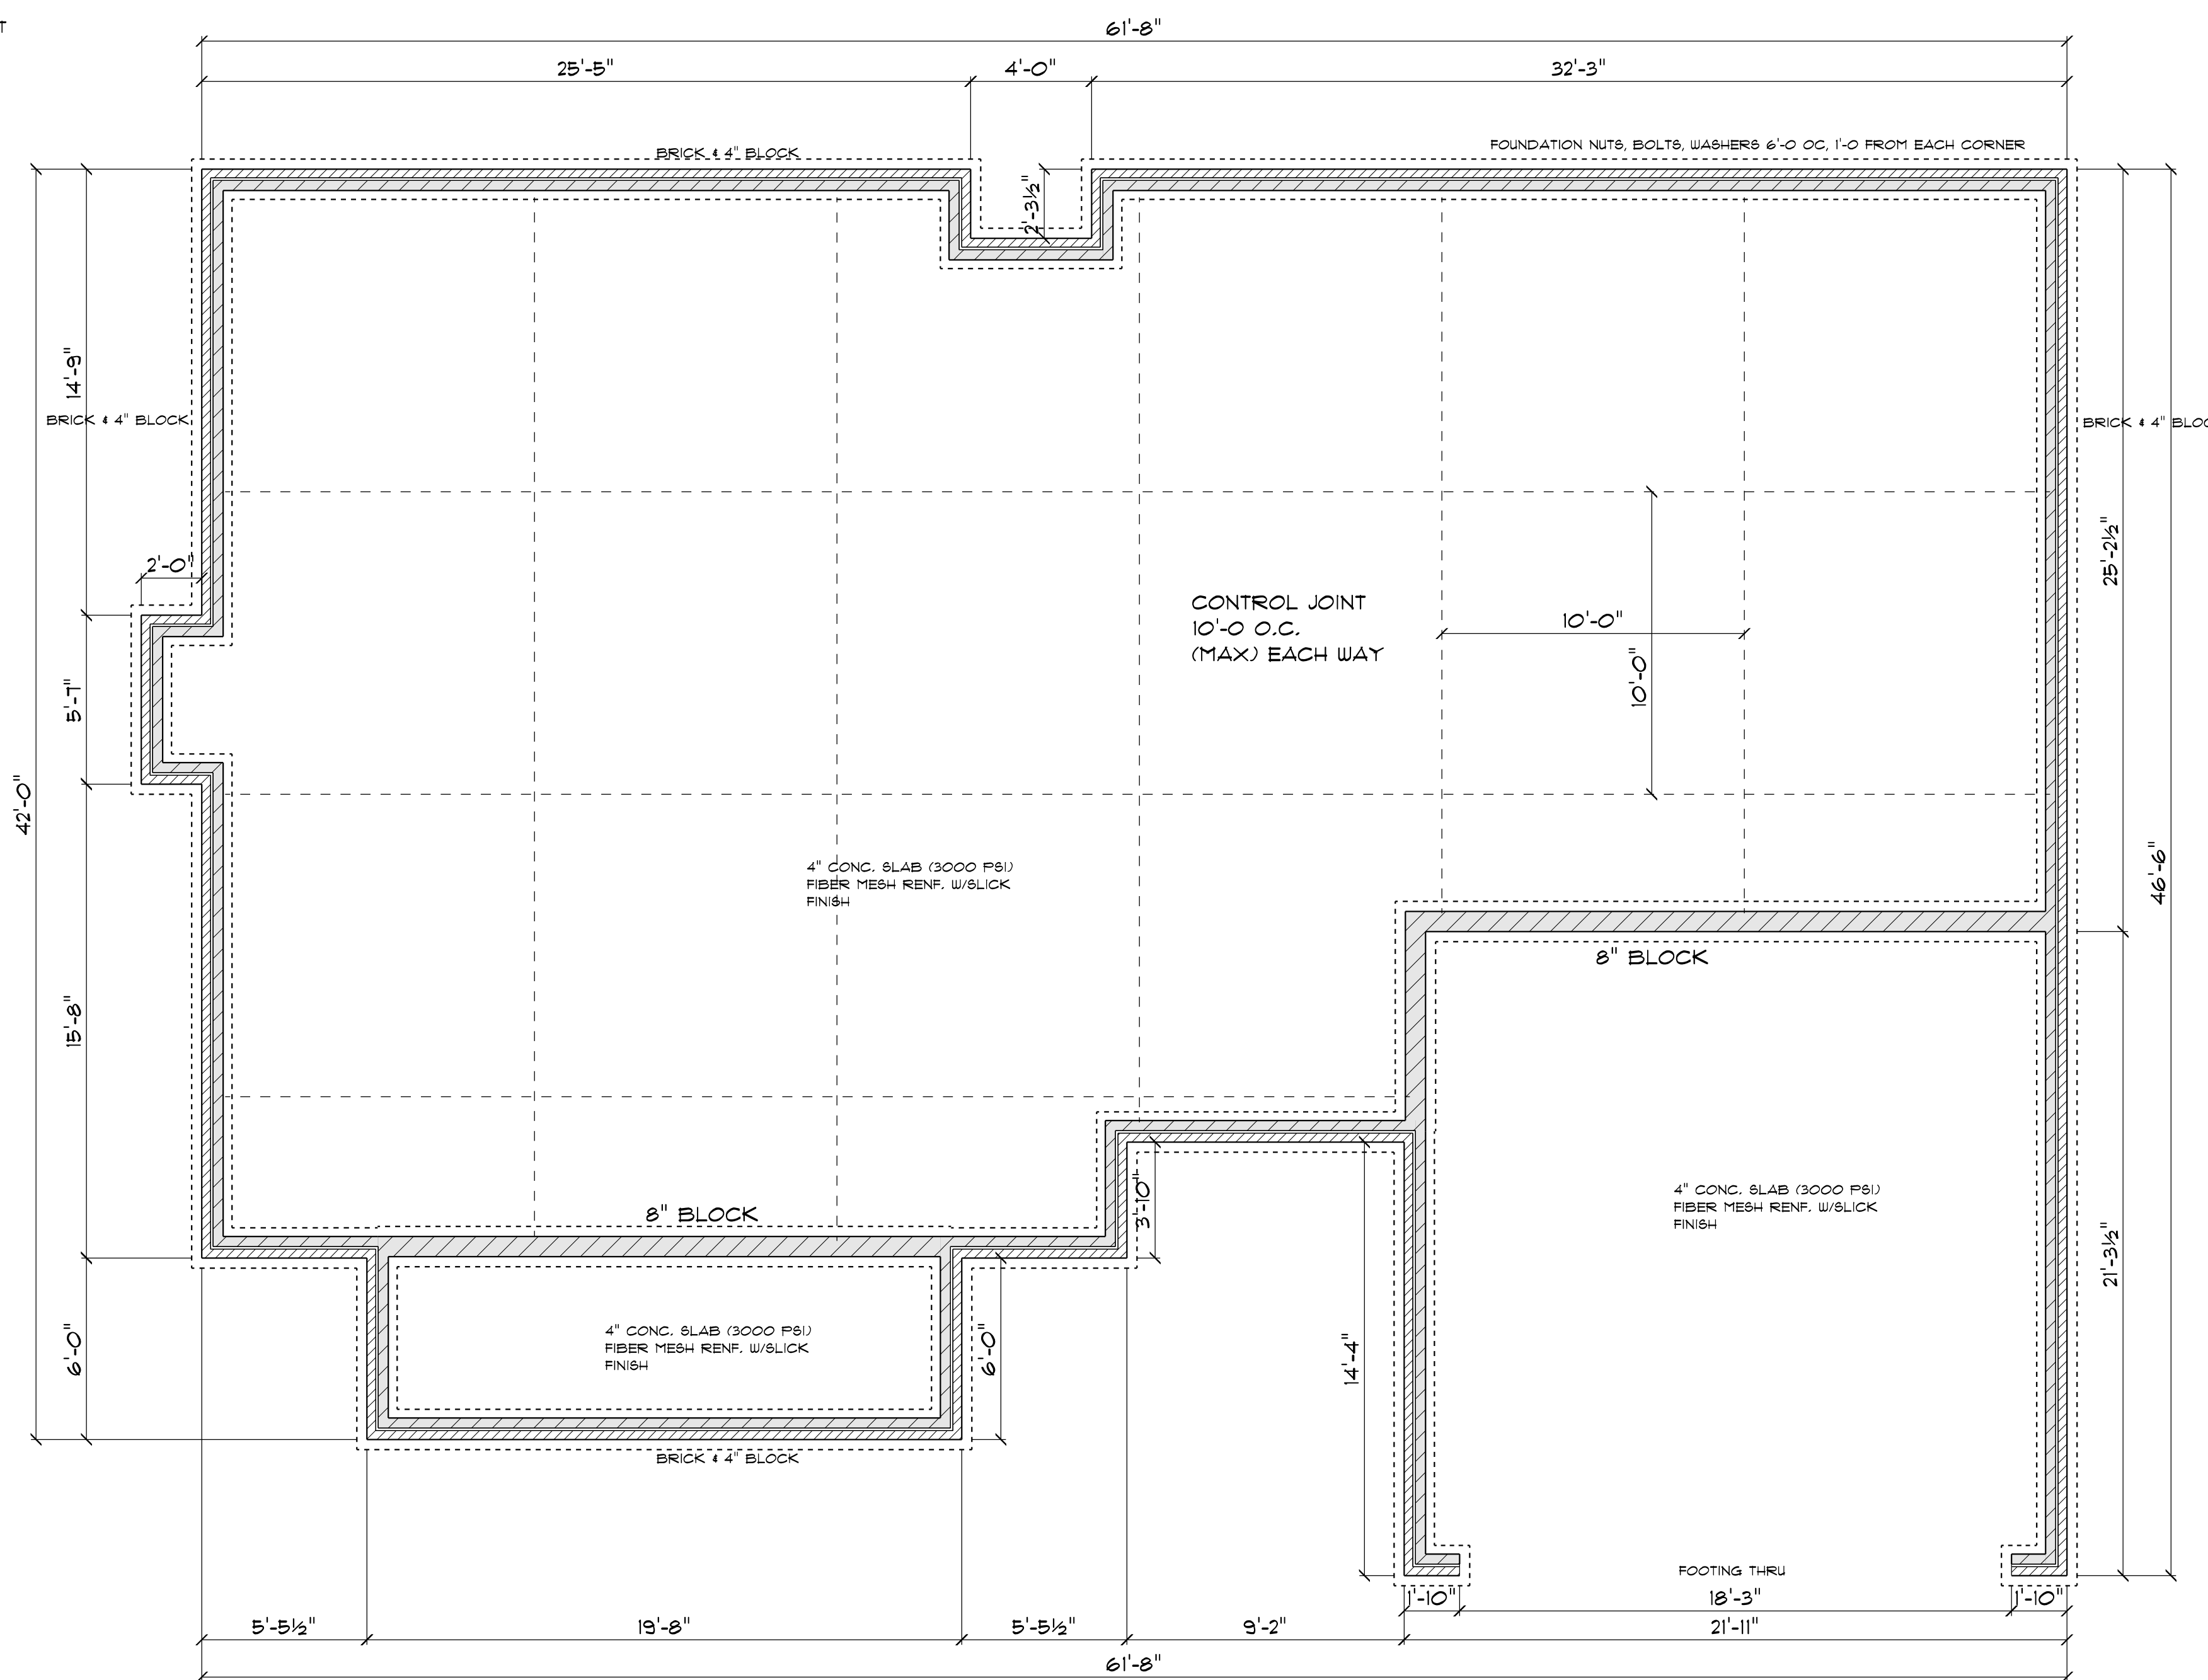 T
61'-8"
25'-5"
4'-0"
32'-3"
FOUNDATION NUTS, BOLTS, WASHERS 6'-0 OC, 1'-0 FROM EACH CORNER
BRICK & 4" BLOCK
2'-3½"
14'-9"
BRICK & 4" BLOCK
BRICK & 4" BLOC
25'-2½"
2'-0"
CONTROL JOINT
10'-0 O.C.
(MAX) EACH WAY
10'-0"
10'-0"
5'-7"
42'-0"
46'-6"
4" CONC. SLAB (3000 PSI)
FIBER MESH RENF. W/SLICK
FINISH
8" BLOCK
15'-8"
3'-10"
4" CONC. SLAB (3000 PSI)
FIBER MESH RENF. W/SLICK
FINISH
8" BLOCK
21'-3½"
4" CONC. SLAB (3000 PSI)
FIBER MESH RENF. W/SLICK
FINISH
6'-0"
6'-0"
14'-4"
BRICK & 4" BLOCK
FOOTING THRU
1'-10"
18'-3"
1'-10"
5'-5½"
19'-8"
5'-5½"
9'-2"
21'-11"
61'-8"